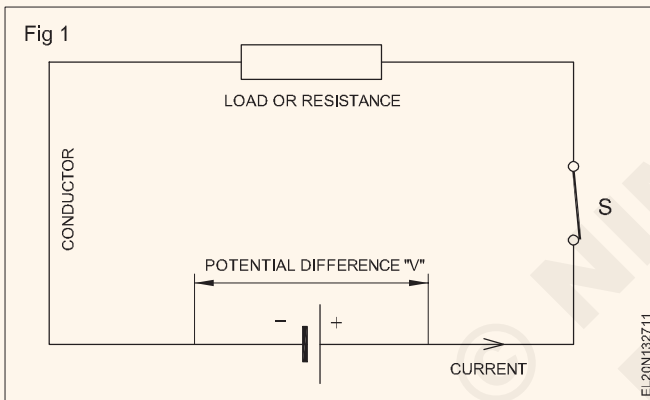 Fig 1
LOAD OR RESISTANCE
CONDUCTOR
S
POTENTIAL DIFFERENCE "V"
– +
CURRENT
EL20N132711
©